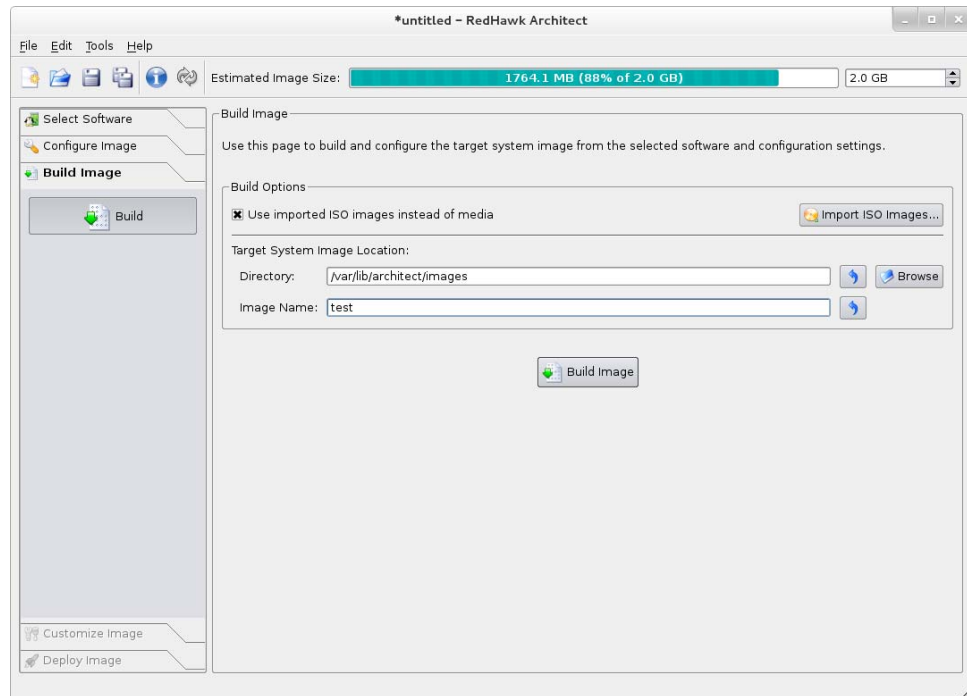 *untitled – RedHawk Architect
File Edit Tools Help
Estimated Image Size: 1764.1 MB (88% of 2.0 GB) 2.0 GB
Select Software
Configure Image
Build Image
Build
Customize Image
Deploy Image
Build Image
Use this page to build and configure the target system image from the selected software and configuration settings.
Build Options
Use imported ISO images instead of media
Import ISO Images...
Target System Image Location:
Directory: /var/lib/architect/images Browse
Image Name: test
Build Image